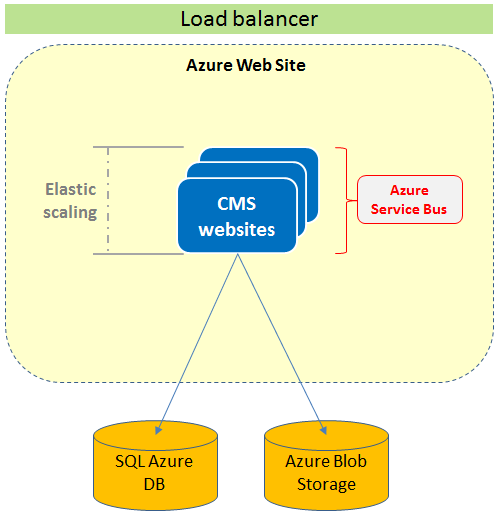 Load balancer
Azure Web Site
Elastic
scaling
CMS
websites
Azure
Service Bus
SQL Azure
DB
Azure Blob
Storage